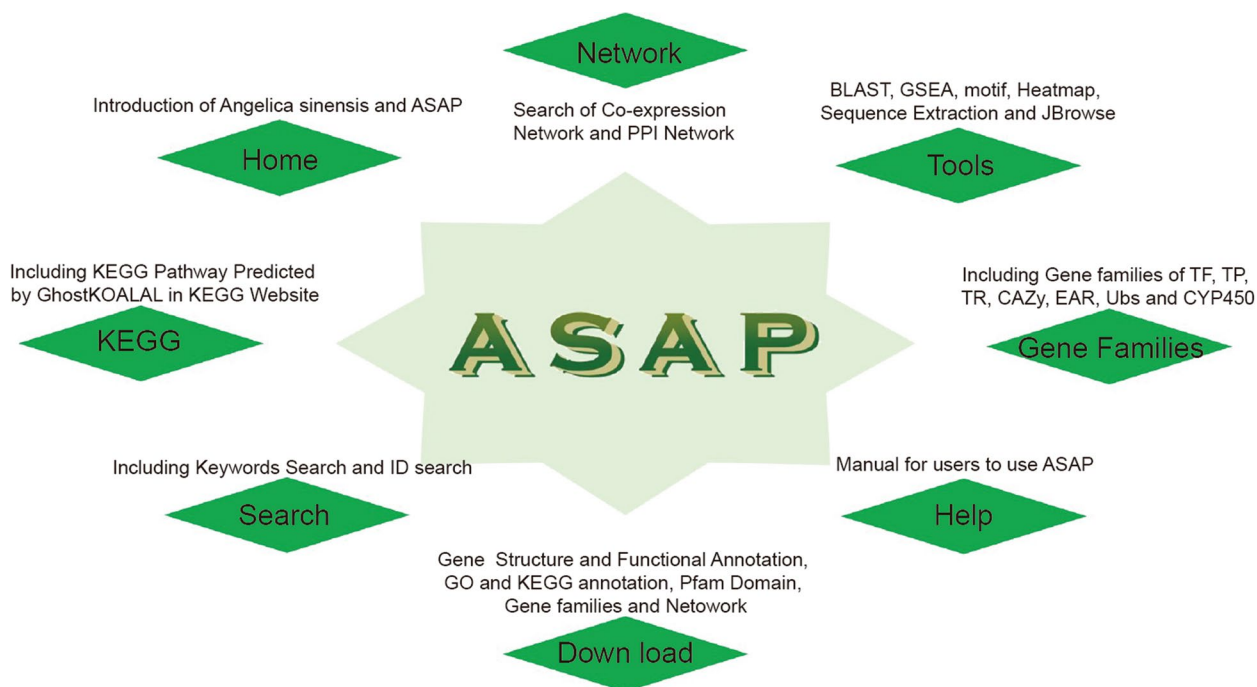 Network
Search of Co-expression
Network and PPI Network
Introduction of Angelica sinensis and ASAP
Home
BLAST, GSEA, motif, Heatmap,
Sequence Extraction and JBrowse
Tools
Including KEGG Pathway Predicted
by GhostKOALAL in KEGG Website
KEGG
ASAP
Including Gene families of TF, TP,
TR, CAZy, EAR, Ubs and CYP450
Gene Families
Including Keywords Search and ID search
Search
Manual for users to use ASAP
Help
Gene Structure and Functional Annotation,
GO and KEGG annotation, Pfam Domain,
Gene families and Netowork
Down load